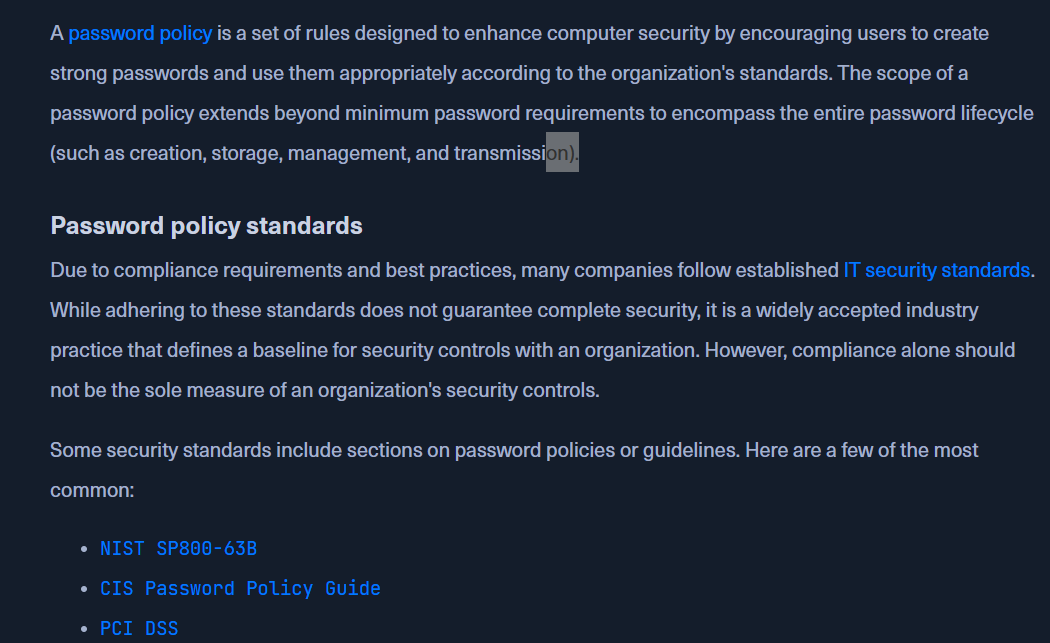 A password policy is a set of rules designed to enhance computer security by encouraging users to create
strong passwords and use them appropriately according to the organization's standards. The scope of a
password policy extends beyond minimum password requirements to encompass the entire password lifecycle
(such as creation, storage, management, and transmission).
Password policy standards
Due to compliance requirements and best practices, many companies follow established IT security standards.
While adhering to these standards does not guarantee complete security, it is a widely accepted industry
practice that defines a baseline for security controls with an organization. However, compliance alone should
not be the sole measure of an organization's security controls.
Some security standards include sections on password policies or guidelines. Here are a few of the most
common:
• NIST SP800-63B
• CIS Password Policy Guide
• PCI DSS